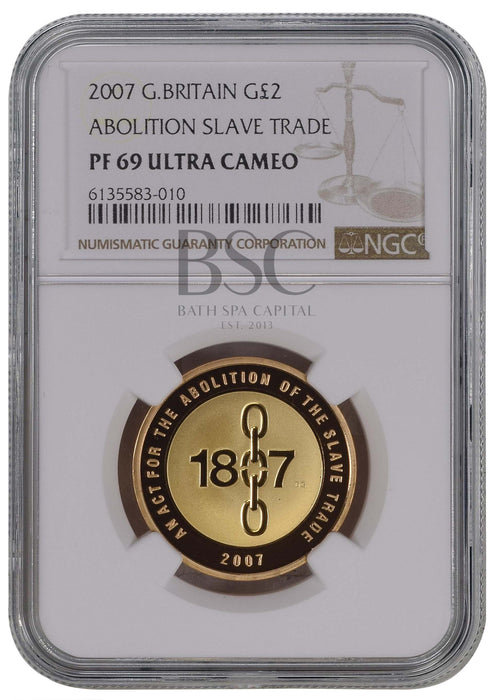 2007 G.BRITAIN G£2
ABOLITION SLAVE TRADE
PF 69 ULTRA CAMEO
6135583-010
NUMISMATIC GUARANTY CORPORATION
NGC
BSC
BATH SPA CAPITAL
EST. 2013
AN ACT FOR THE ABOLITION OF THE SLAVE TRADE
1807
2007